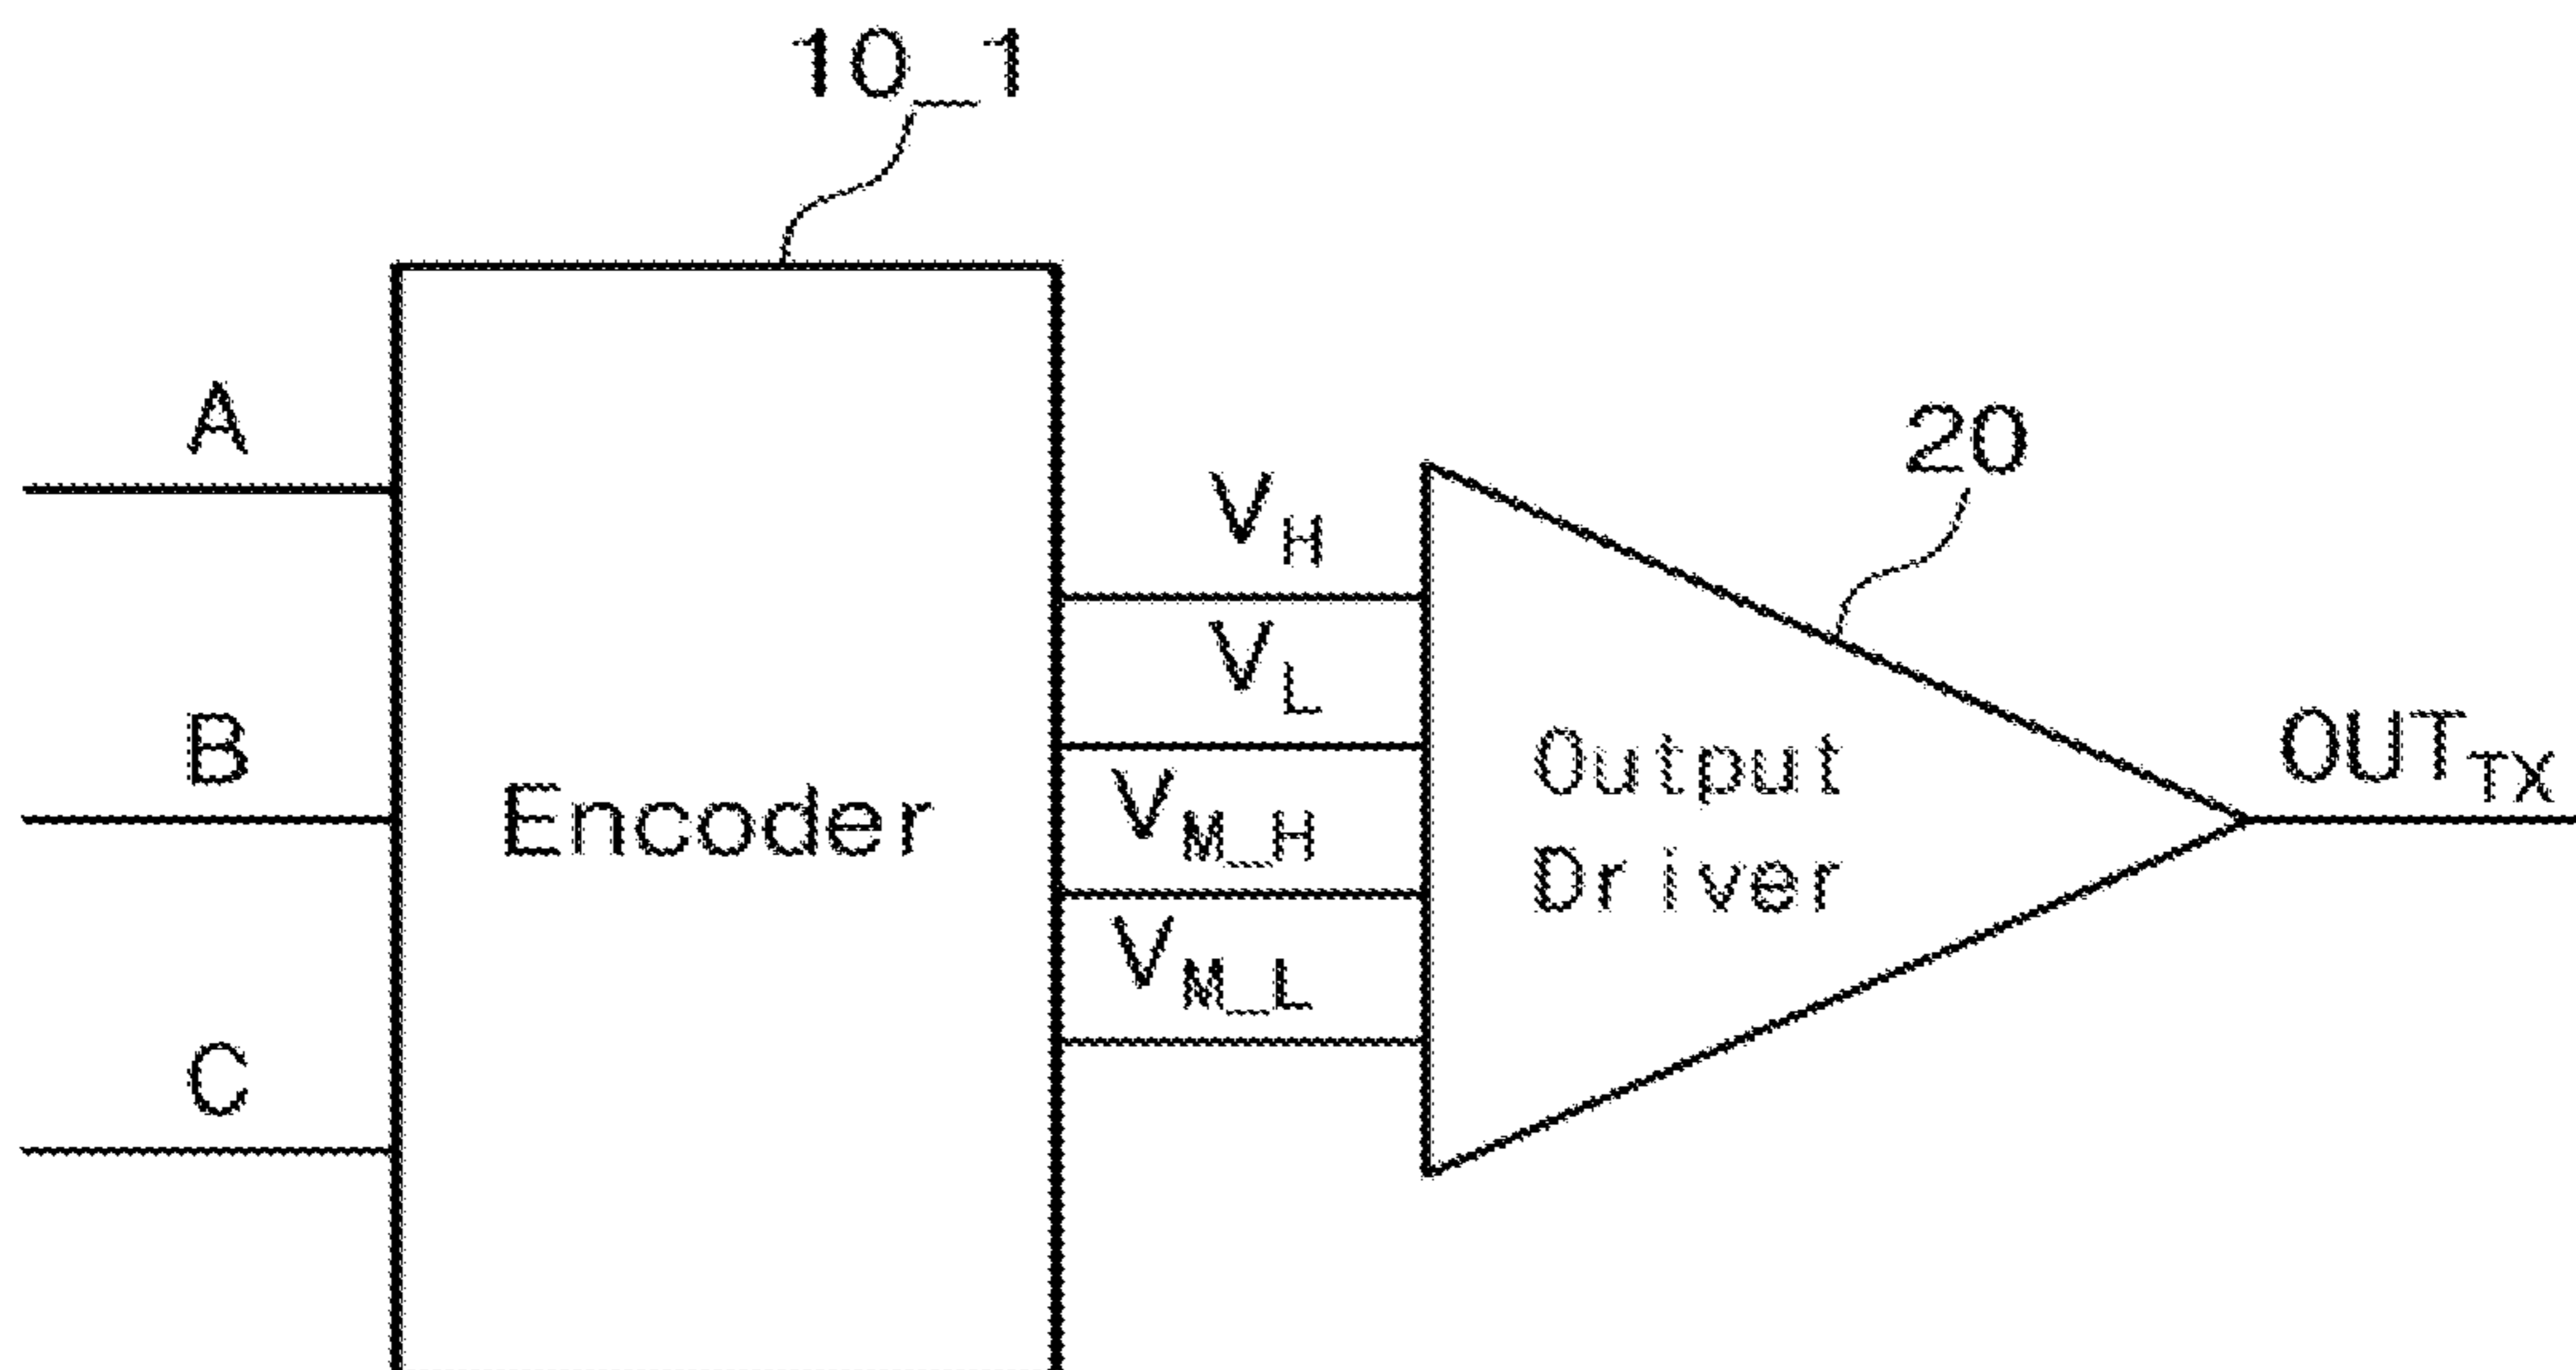 10_1
A
B
C
Encoder
V_H
V_L
V_M_H
V_M_L
20
Output
Driver
OUT_TX